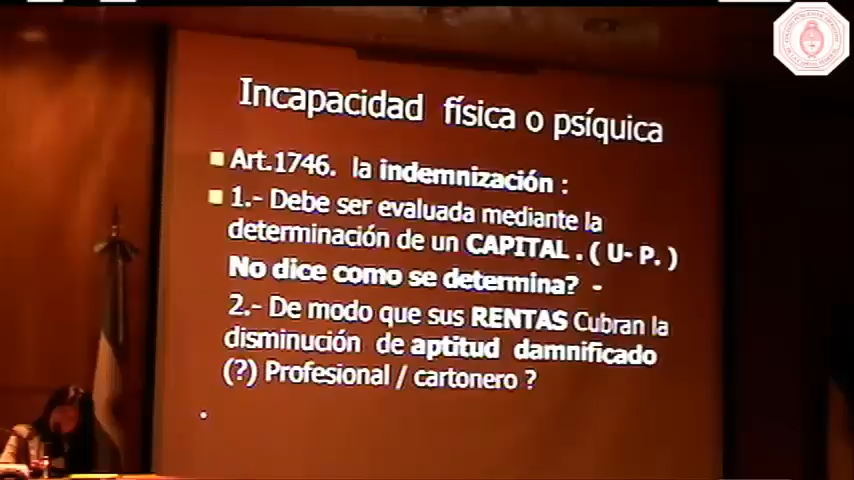 Incapacidad física o psíquica
Art.1746. la indemnización :
1.- Debe ser evaluada mediante la
determinación de un CAPITAL . ( U- P. )
No dice como se determina? -
2.- De modo que sus RENTAS Cubran la
disminución de aptitud damnificado
(?) Profesional / cartonero ?
.